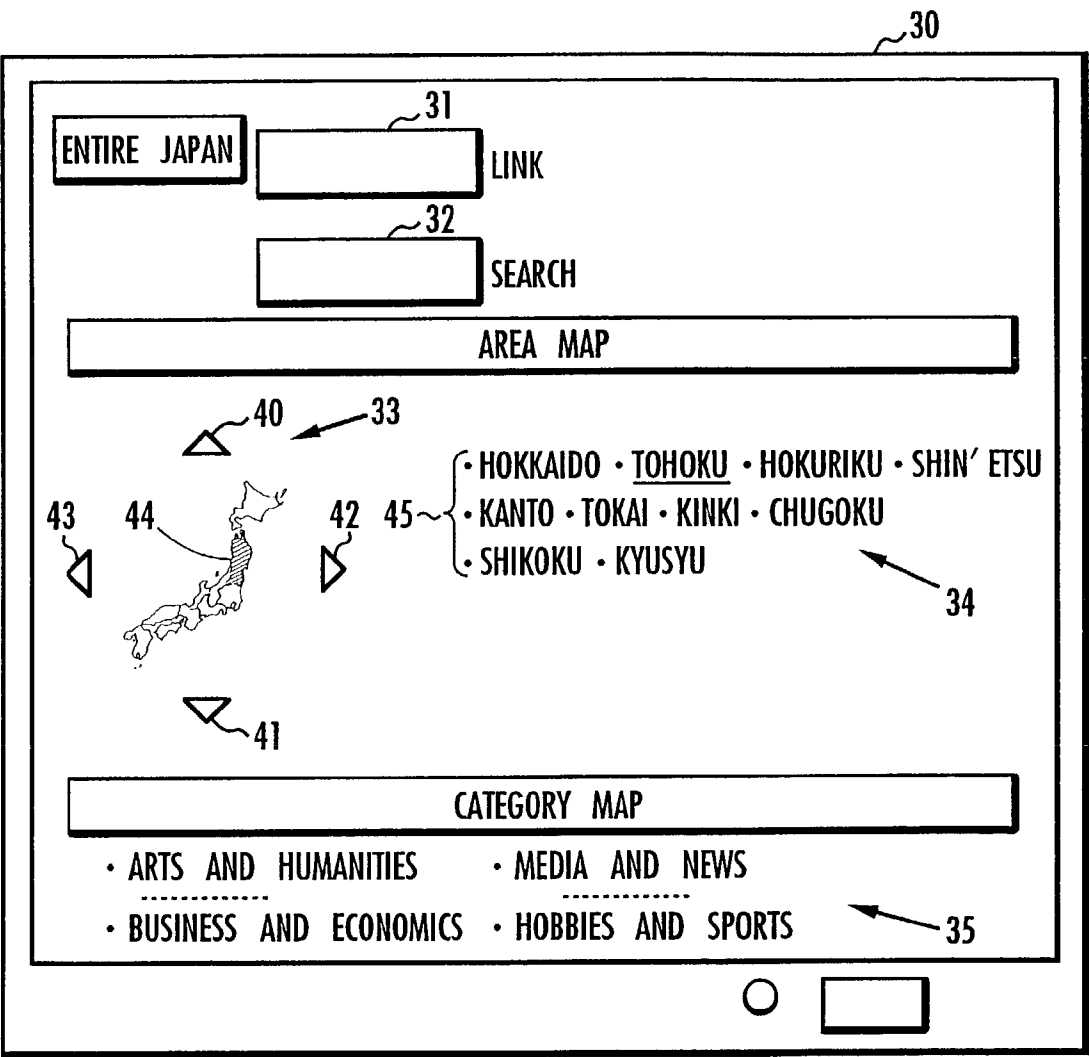 30
31
ENTIRE JAPAN
LINK
32
SEARCH
AREA MAP
40
33
· HOKKAIDO · TOHOKU · HOKURIKU · SHIN' ETSU
43
44
42
45
· KANTO · TOKAI · KINKI · CHUGOKU
· SHIKOKU · KYUSYU
34
41
CATEGORY MAP
· ARTS AND HUMANITIES · MEDIA AND NEWS
· BUSINESS AND ECONOMICS · HOBBIES AND SPORTS
35